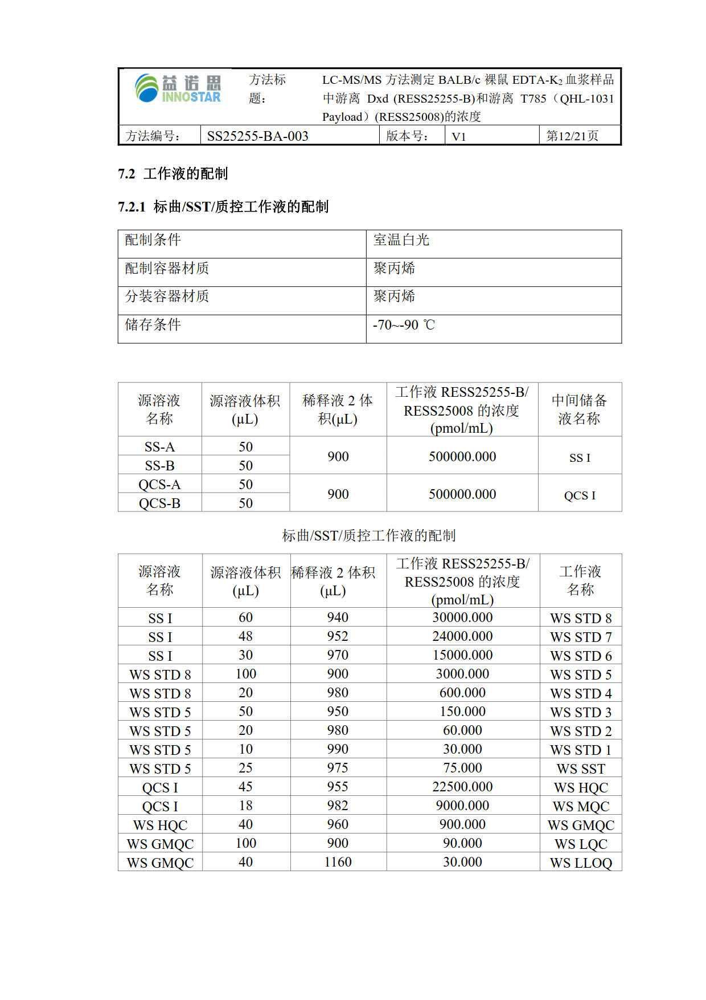 益诺思
INNOSTAR
方法标
题：
LC-MS/MS 方法测定 BALB/c 裸鼠 EDTA-K2 血浆样品
中游离 Dxd (RESS25255-B)和游离 T785（QHL-1031
Payload）(RESS25008)的浓度
方法编号： SS25255-BA-003 版本号： V1 第12/21页
7.2 工作液的配制
7.2.1 标曲/SST/质控工作液的配制
配制条件 室温白光
配制容器材质 聚丙烯
分装容器材质 聚丙烯
储存条件 -70~-90 ℃
源溶液
名称
源溶液体积
(μL)
稀释液 2 体
积(μL)
工作液 RESS25255-B/
RESS25008 的浓度
(pmol/mL)
中间储备
液名称
SS-A 50
900 500000.000 SS I
SS-B 50
QCS-A 50
900 500000.000 QCS I
QCS-B 50
标曲/SST/质控工作液的配制
源溶液
名称
源溶液体积
(μL)
稀释液 2 体积
(μL)
工作液 RESS25255-B/
RESS25008 的浓度
(pmol/mL)
工作液
名称
SS I 60 940 30000.000 WS STD 8
SS I 48 952 24000.000 WS STD 7
SS I 30 970 15000.000 WS STD 6
WS STD 8 100 900 3000.000 WS STD 5
WS STD 8 20 980 600.000 WS STD 4
WS STD 5 50 950 150.000 WS STD 3
WS STD 5 20 980 60.000 WS STD 2
WS STD 5 10 990 30.000 WS STD 1
WS STD 5 25 975 75.000 WS SST
QCS I 45 955 22500.000 WS HQC
QCS I 18 982 9000.000 WS MQC
WS HQC 40 960 900.000 WS GMQC
WS GMQC 100 900 90.000 WS LQC
WS GMQC 40 1160 30.000 WS LLOQ